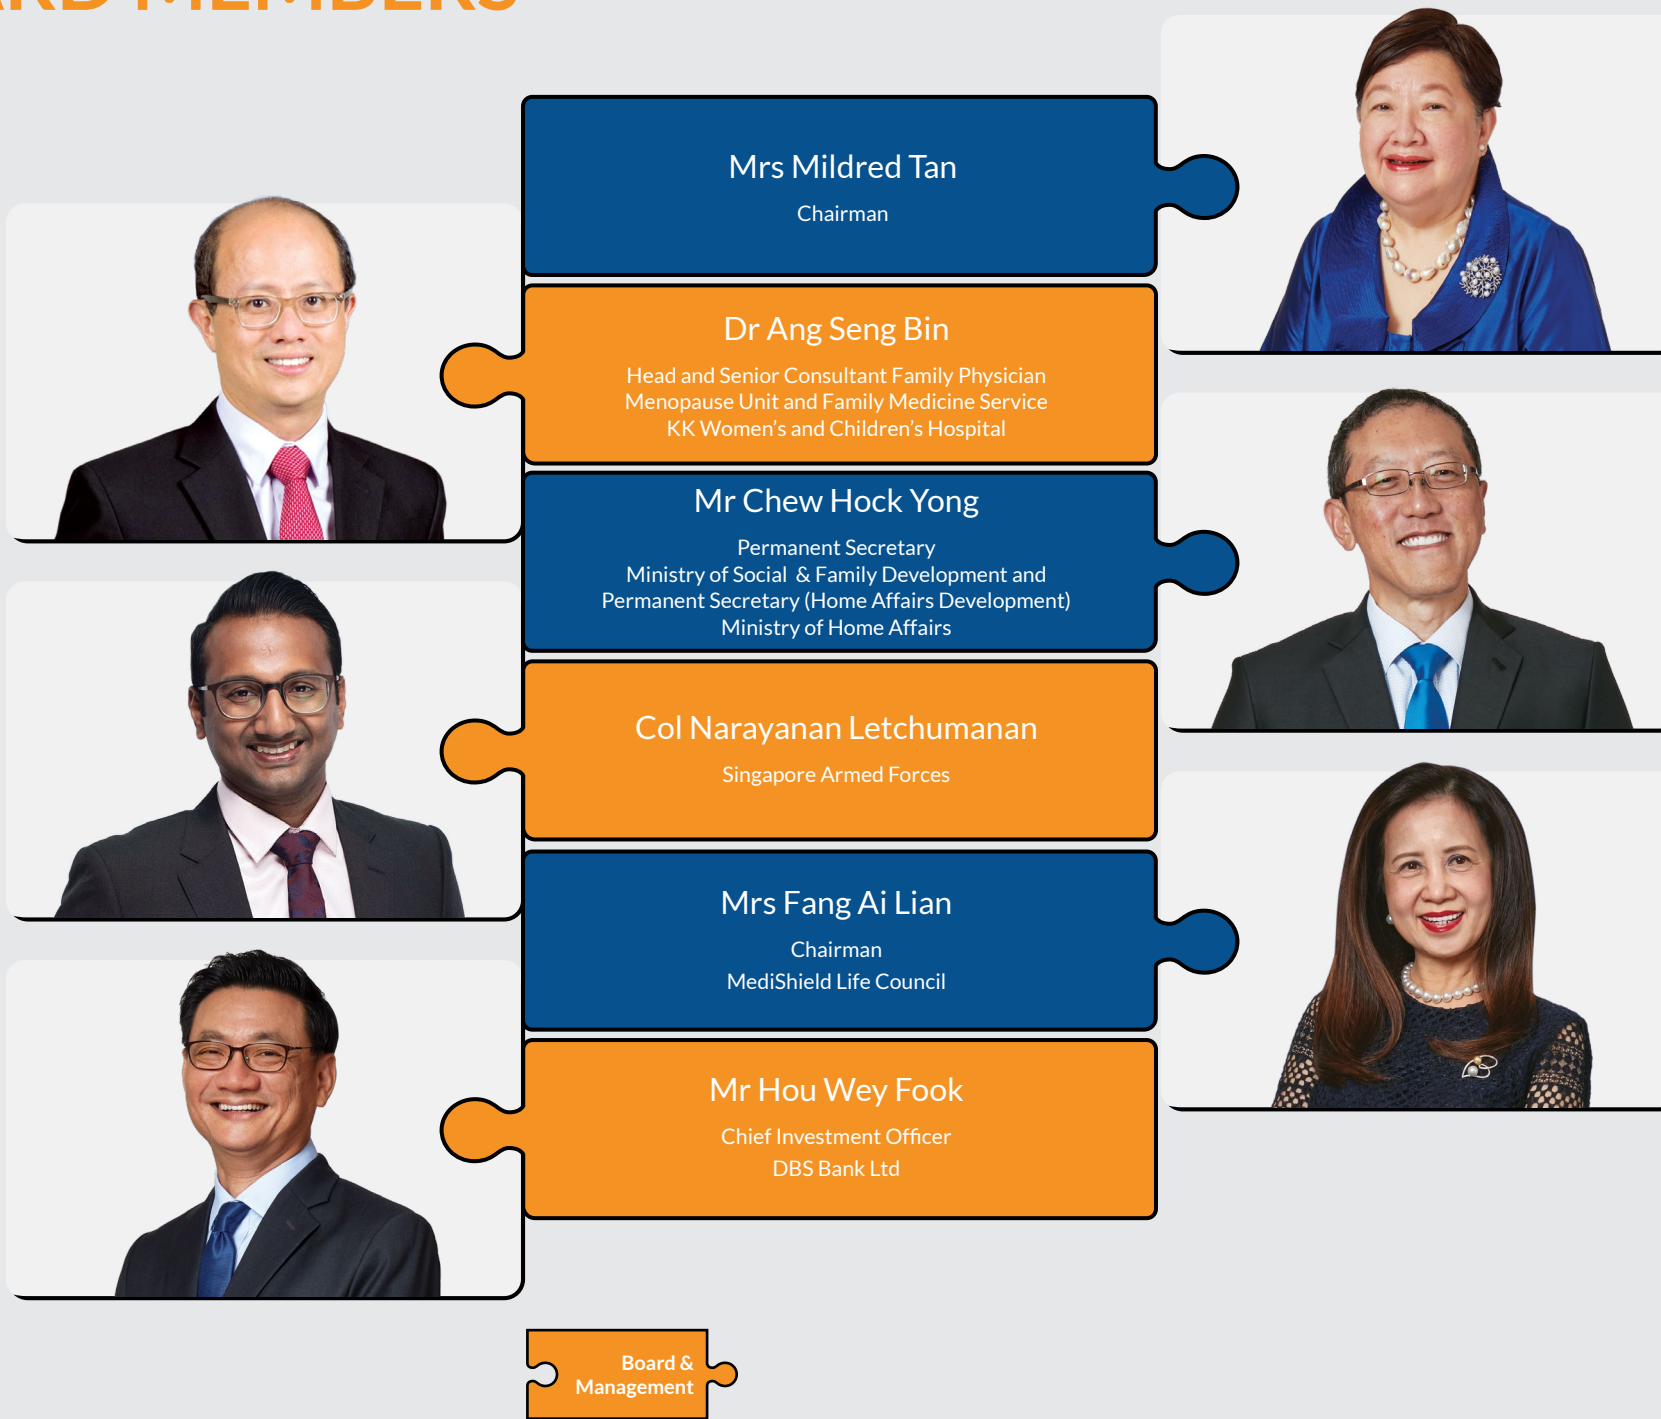 MEMBERS
Mrs Mildred Tan
Chairman
Dr Ang Seng Bin
Head and Senior Consultant Family Physician
Menopause Unit and Family Medicine Service
KK Women’s and Children’s Hospital
Mr Chew Hock Yong
Permanent Secretary
Ministry of Social & Family Development and
Permanent Secretary (Home Affairs Development)
Ministry of Home Affairs
Col Narayanan Letchumanan
Singapore Armed Forces
Mrs Fang Ai Lian
Chairman
MediShield Life Council
Mr Hou Wey Fook
Chief Investment Officer
DBS Bank Ltd
Board &
Management